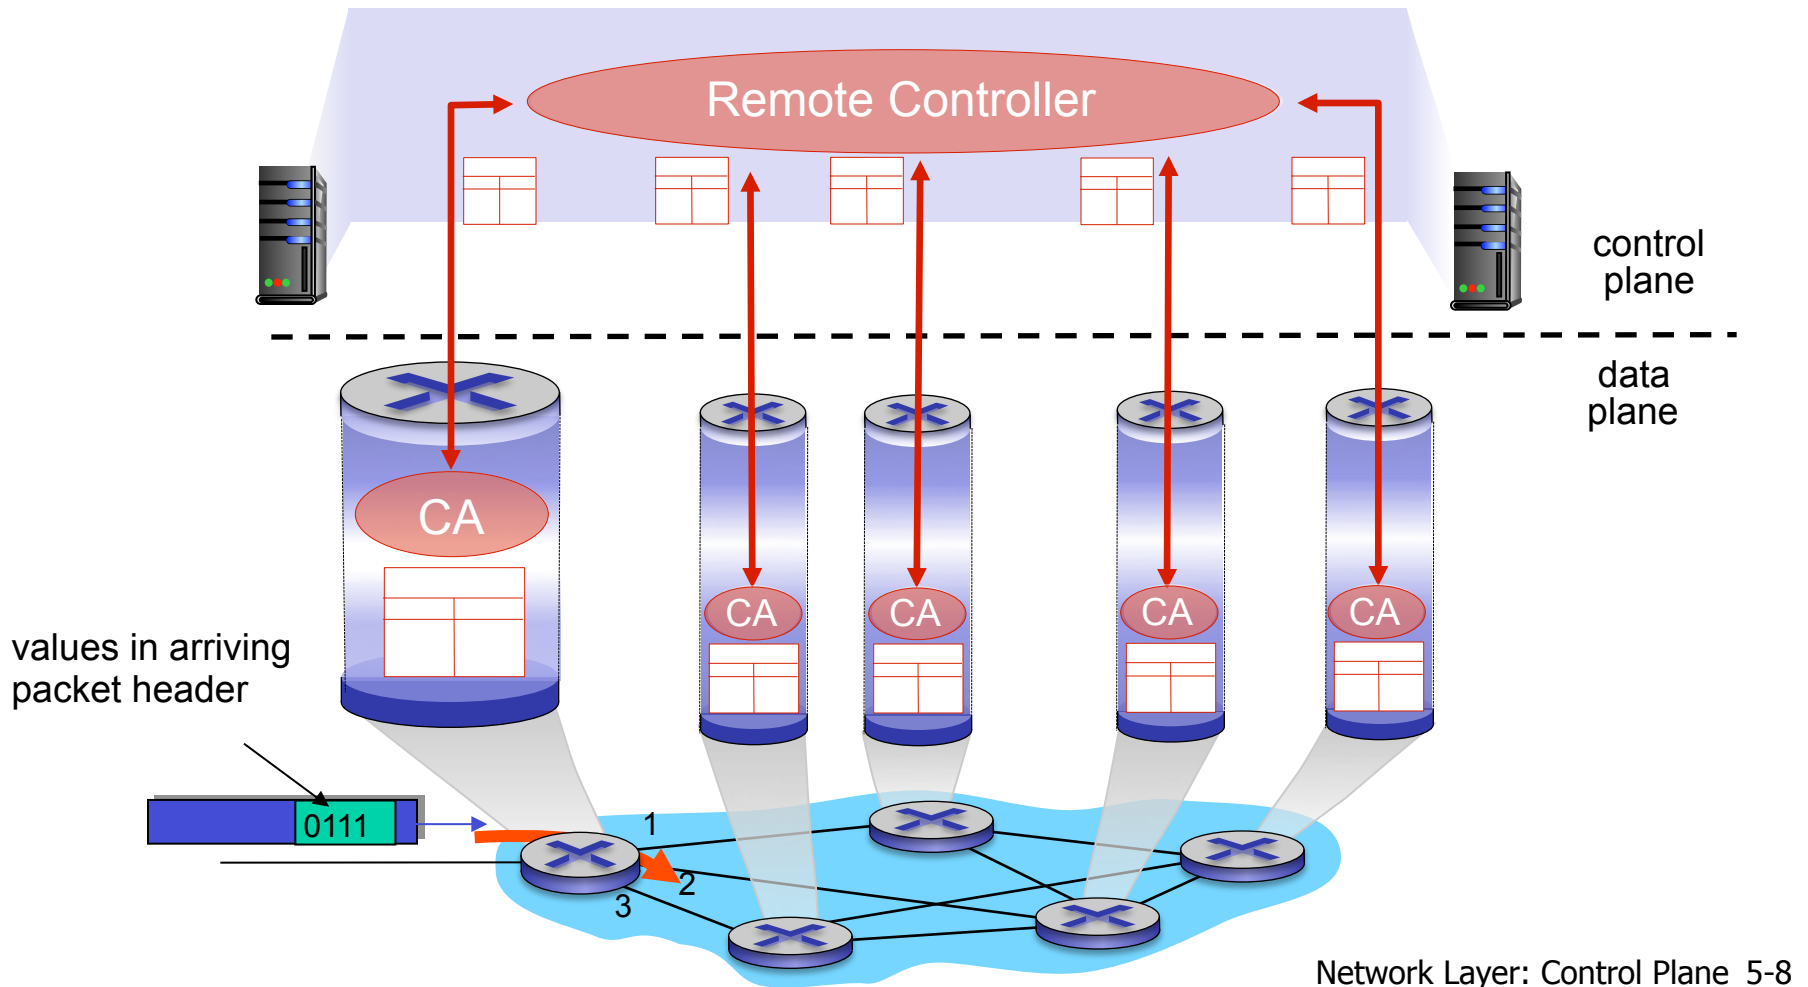 Remote Controller
control
plane
data
plane
CA
CA
CA
CA
CA
values in arriving
packet header
0111
1
2
3
Network Layer: Control Plane 5-8